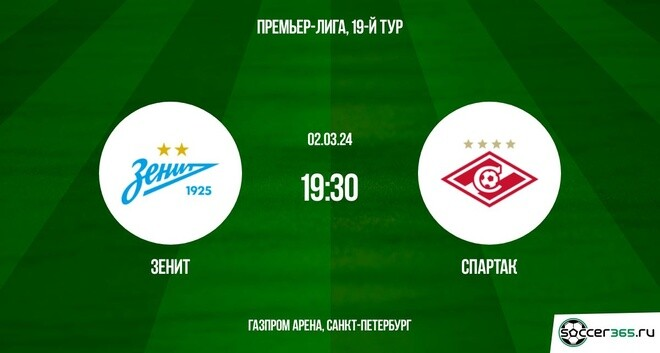 ПРЕМЬЕР-ЛИГА, 19-Й ТУР
02.03.24
19:30
Зенит
1925
С
ЗЕНИТ
СПАРТАК
ГАЗПРОМ АРЕНА, САНКТ-ПЕТЕРБУРГ
soccer365.ru